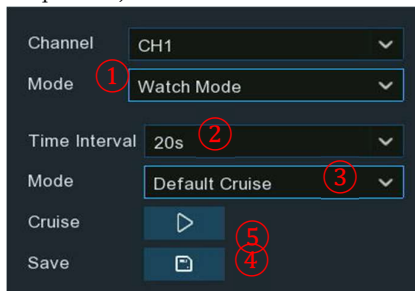 Channel CH1
Mode ① Watch Mode
Time Interval 20s ②
Mode Default Cruise ③
Cruise ⑤
Save ④